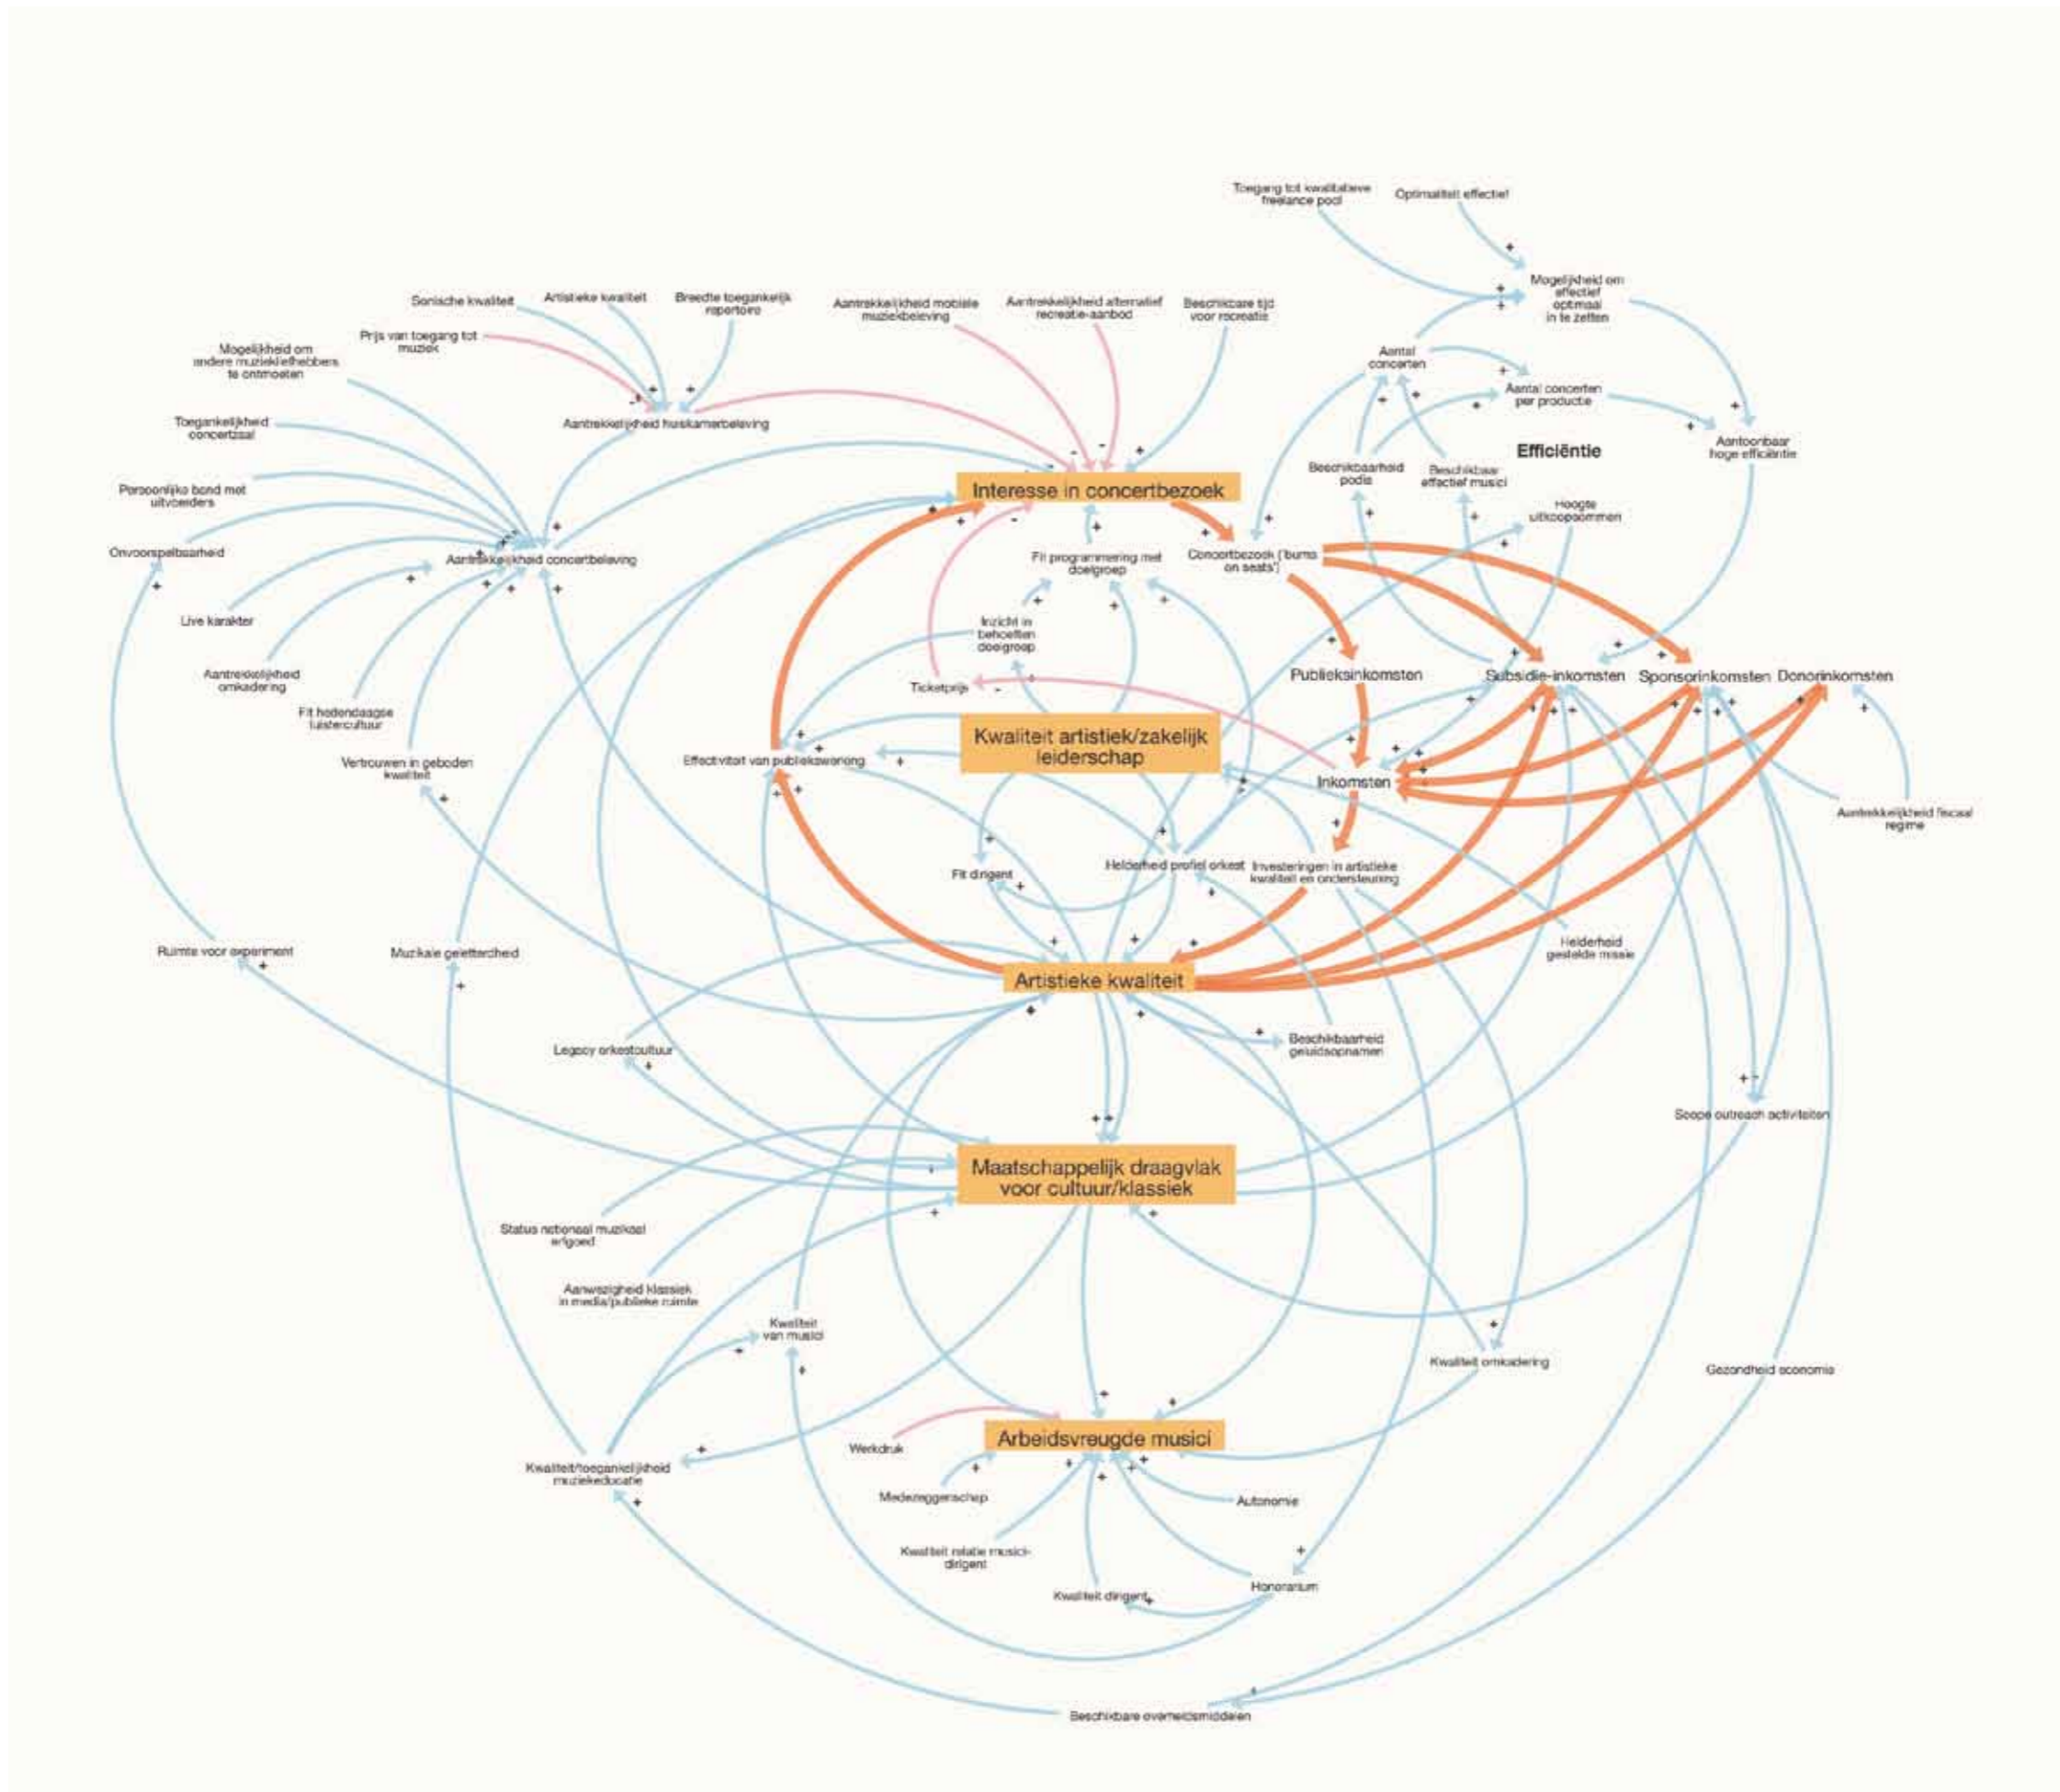 Toegang tot kwalitatieve
freelance pool
Optimaliteit effectief
Mogelijkheid om
effectief
optimaal
in te zetten
Sonische kwaliteit
Artistieke kwaliteit
Breedte toegankelijk
repertoire
Aantrekkelijkheid mobiele
muziekbeleving
Aantrekkelijkheid alternatief
recreatie-aanbod
Beschikbare tijd
voor recreatie
Prijs van toegang tot
muziek
Mogelijkheid om
andere muziekliefhebbers
te ontmoeten
Aantal
concerten
Aantal concerten
per productie
Toegankelijkheid
concertzaal
Aantrekkelijkheid huiskamerbeleving
Efficiëntie
Aantoonbaar
hoge efficiëntie
Beschikbaarheid
podia
Beschikbaar
effectief musici
Persoonlijke band met
uitvoerders
Interesse in concertbezoek
Hoogte
uitkoopsommen
Onvoorspelbaarheid
Aantrekkelijkheid concertbeleving
Fit programmering met
doelgroep
Concertbezoek ('bums
on seats')
Live karakter
Inzicht in
behoeften
doelgroep
Aantrekkelijkheid
omkadering
Ticketprijs
Publieksinkomsten
Subsidie-inkomsten
Sponsorinkomsten
Donorinkomsten
Fit hedendaagse
luistercultuur
Kwaliteit artistiek/zakelijk
leiderschap
Vertrouwen in geboden
kwaliteit
Effectiviteit van publiekswerking
Inkomsten
Aantrekkelijkheid fiscaal
regime
Fit dirigent
Helderheid profiel orkest
Investeringen in artistieke
kwaliteit en ondersteuning
Ruimte voor experiment
Muzikale geletterdheid
Helderheid
gestelde missie
Artistieke kwaliteit
Legacy orkestcultuur
Beschikbaarheid
geluidsopnamen
Scope outreach activiteiten
Maatschappelijk draagvlak
voor cultuur/klassiek
Status nationaal muzikaal
erfgoed
Aanwezigheid klassiek
in media/publieke ruimte
Kwaliteit
van musici
Kwaliteit omkadering
Gezondheid economie
Arbeidsvreugde musici
Werkdruk
Kwaliteit/toegankelijkheid
muziekeducatie
Medezeggenschap
Autonomie
Kwaliteit relatie musici-
dirigent
Kwaliteit dirigent
Honorarium
Beschikbare overheidsmiddelen